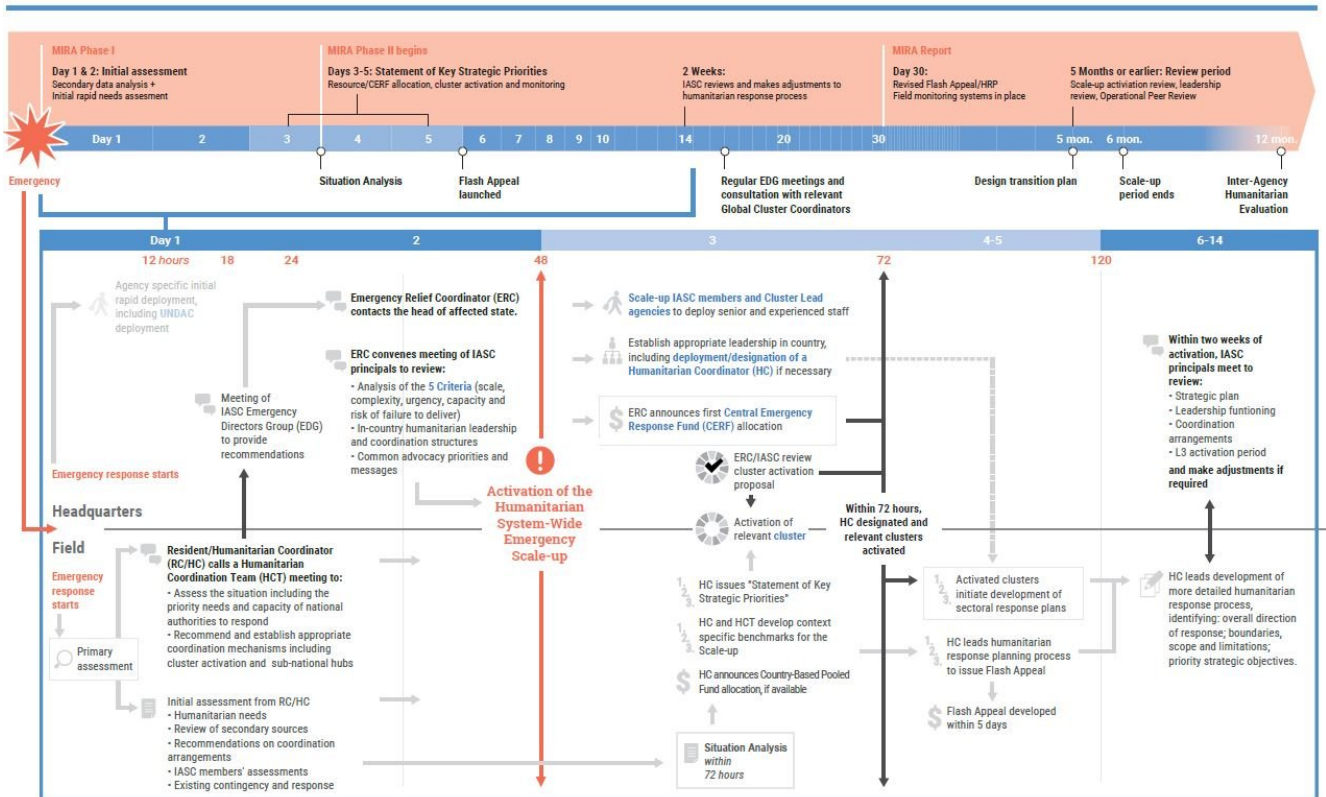 MIRA Phase I
Day 1 & 2: Initial assessment
Secondary data analysis +
Initial rapid needs assesment
MIRA Phase II begins
Days 3-5: Statement of Key Strategic Priorities
Resource/CERF allocation, cluster activation and monitoring
2 Weeks:
IASC reviews and makes adjustments to
humanitarian response process
MIRA Report
Day 30:
Revised Flash Appeal/HRP
Field monitoring systems in place
5 Months or earlier: Review period
Scale-up activiation review, leadership
review, Operational Peer Review
Day 1 2 3 4 5 6 7 8 9 10 14 20 30 5 mon. 6 mon. 12 mon.
Emergency
Situation Analysis
Flash Appeal
launched
Regular EDG meetings and
consultation with relevant
Global Cluster Coordinators
Design transition plan
Scale-up
period ends
Inter-Agency
Humanitarian
Evaluation
Day 1 2 3 4-5 6-14
12 hours 18 24 48 72 120
Agency specific initial
rapid deployment,
including UNDAC
deployment
Emergency response starts
Meeting of
IASC Emergency
Directors Group (EDG)
to provide
recommendations
Emergency Relief Coordinator (ERC)
contacts the head of affected state.
ERC convenes meeting of IASC
principals to review:
• Analysis of the 5 Criteria (scale,
complexity, urgency, capacity and
risk of failure to deliver)
• In-country humanitarian leadership
and coordination structures
• Common advocacy priorities and
messages
!
Activation of the
Humanitarian
System-Wide
Emergency
Scale-up
Scale-up IASC members and Cluster Lead
agencies to deploy senior and experienced staff
Establish appropriate leadership in country,
including deployment/designation of a
Humanitarian Coordinator (HC) if necessary
$ ERC announces first Central Emergency
Response Fund (CERF) allocation
ERC/IASC review
cluster activation
proposal
Activation of
relevant cluster
Within 72 hours,
HC designated and
relevant clusters
activated
Within two weeks of
activation, IASC
principals meet to
review:
• Strategic plan
• Leadership funtioning
• Coordination
arrangements
• L3 activation period
and make adjustments if
required
Headquarters
Field
Emergency
response
starts
Primary
assessment
Resident/Humanitarian Coordinator
(RC/HC) calls a Humanitarian
Coordination Team (HCT) meeting to:
• Assess the situation including the
priority needs and capacity of national
authorities to respond
• Recommend and establish appropriate
coordination mechanisms including
cluster activation and sub-national hubs
Initial assessment from RC/HC
• Humanitarian needs
• Review of secondary sources
• Recommendations on coordination
arrangements
• IASC members' assessments
• Existing contingency and response
1. 2. 3. HC issues "Statement of Key
Strategic Priorities"
1. 2. 3. HC and HCT develop context
specific benchmarks for the
Scale-up
$ HC announces Country-Based Pooled
Fund allocation, if available
Situation Analysis
within
72 hours
1. 2. 3. Activated clusters
initiate development of
sectoral response plans
1. 2. 3. HC leads humanitarian
response planning process
to issue Flash Appeal
$ Flash Appeal developed
within 5 days
HC leads development of
more detailed humanitarian
response process,
identifying: overall direction
of response; boundaries,
scope and limitations;
priority strategic objectives.